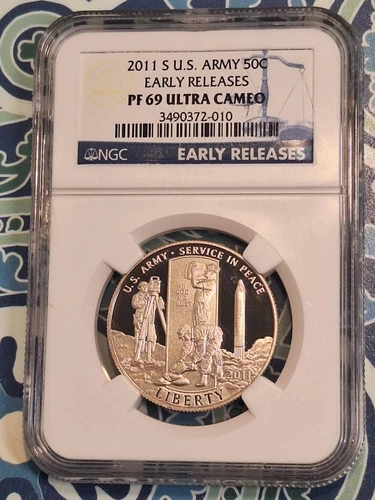 2011 S U.S. ARMY 50C
EARLY RELEASES
PF 69 ULTRA CAMEO
3490372-010
NGC EARLY RELEASES
U.S. ARMY • SERVICE IN PEACE
2011
LIBERTY